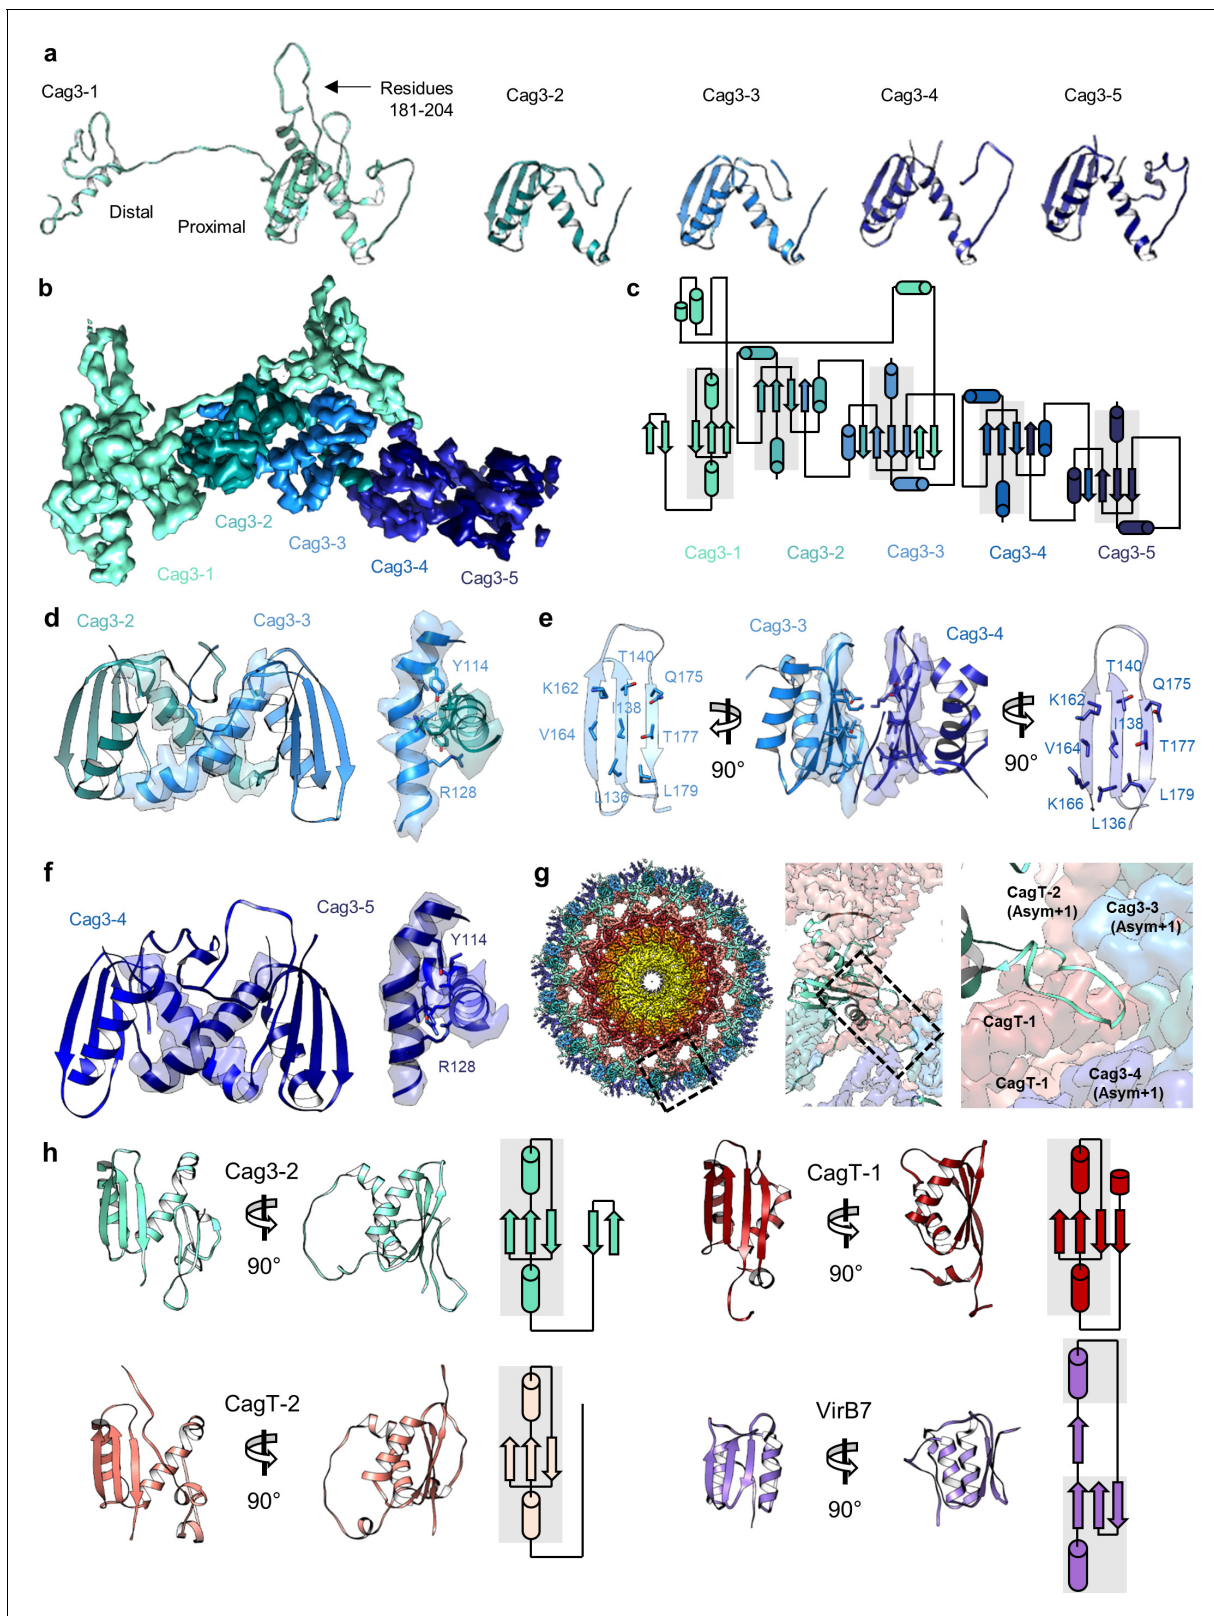 a
Cag3-1
Residues
181-204
Distal
Proximal
Cag3-2
Cag3-3
Cag3-4
Cag3-5
b
Cag3-2
Cag3-3
Cag3-1
Cag3-4
Cag3-5
c
Cag3-1
Cag3-2
Cag3-3
Cag3-4
Cag3-5
d
Cag3-2
Cag3-3
Y114
R128
e
T140
K162
Q175
I138
V164
T177
L136
L179
90°
Cag3-3
Cag3-4
90°
T140
K162
Q175
I138
V164
T177
K166
L179
L136
f
Cag3-4
Cag3-5
Y114
R128
g
CagT-2
(Asym+1)
Cag3-3
(Asym+1)
CagT-1
CagT-1
Cag3-4
(Asym+1)
h
Cag3-2
90°
CagT-1
90°
CagT-2
90°
VirB7
90°